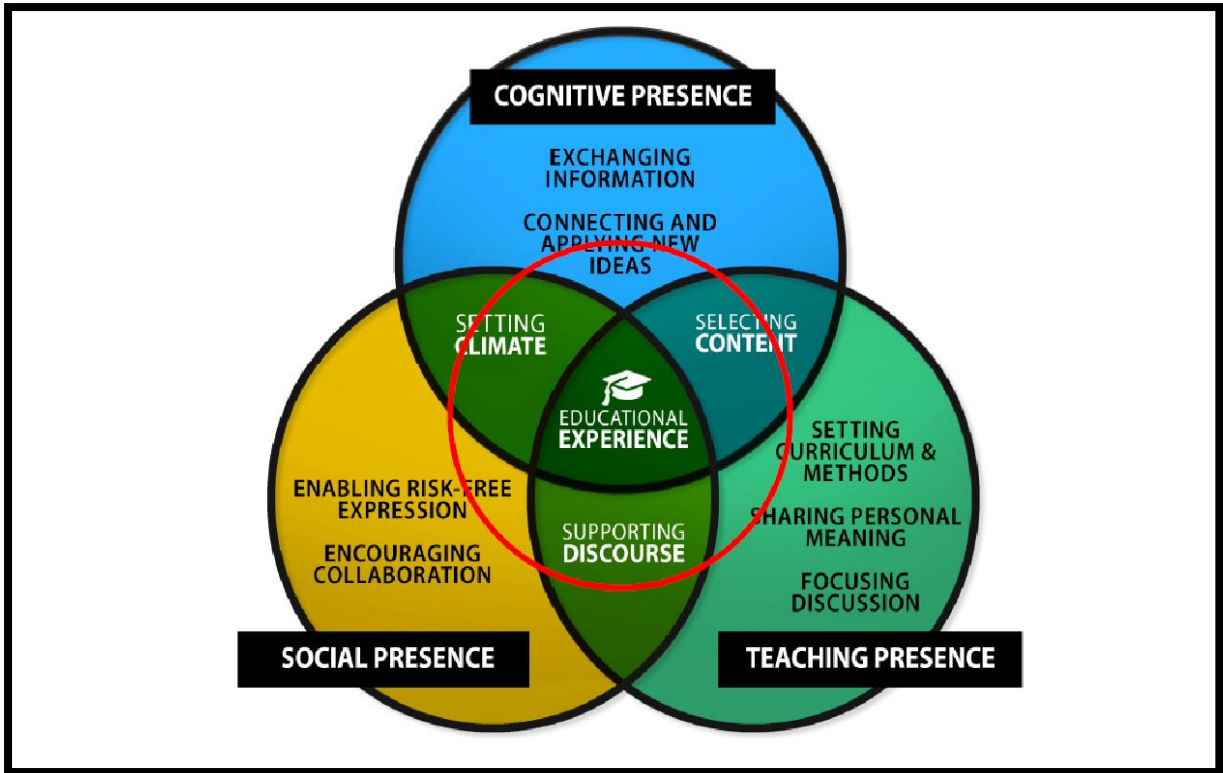 COGNITIVE PRESENCE
EXCHANGING
INFORMATION
CONNECTING AND
APPLYING NEW
IDEAS
SETTING
CLIMATE
SELECTING
CONTENT
EDUCATIONAL
EXPERIENCE
ENABLING RISK-FREE
EXPRESSION
ENCOURAGING
COLLABORATION
SUPPORTING
DISCOURSE
SETTING
CURRICULUM &
METHODS
SHARING PERSONAL
MEANING
FOCUSING
DISCUSSION
SOCIAL PRESENCE
TEACHING PRESENCE